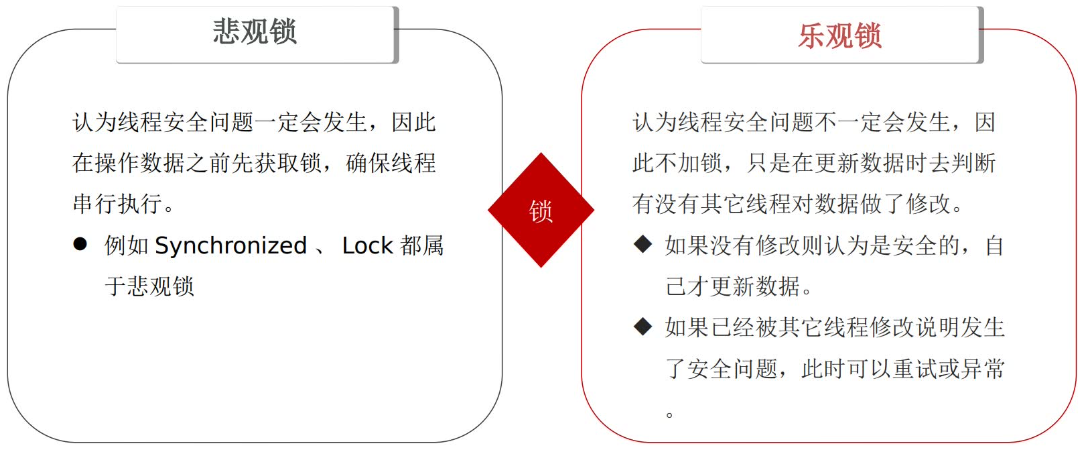 悲观锁
认为线程安全问题一定会发生，因此
在操作数据之前先获取锁，确保线程
串行执行。
● 例如 Synchronized 、 Lock 都属
于悲观锁
锁
乐观锁
认为线程安全问题不一定会发生，因
此不加锁，只是在更新数据时去判断
有没有其它线程对数据做了修改。
◆ 如果没有修改则认为是安全的，自
己才更新数据。
◆ 如果已经被其它线程修改说明发生
了安全问题，此时可以重试或异常
。